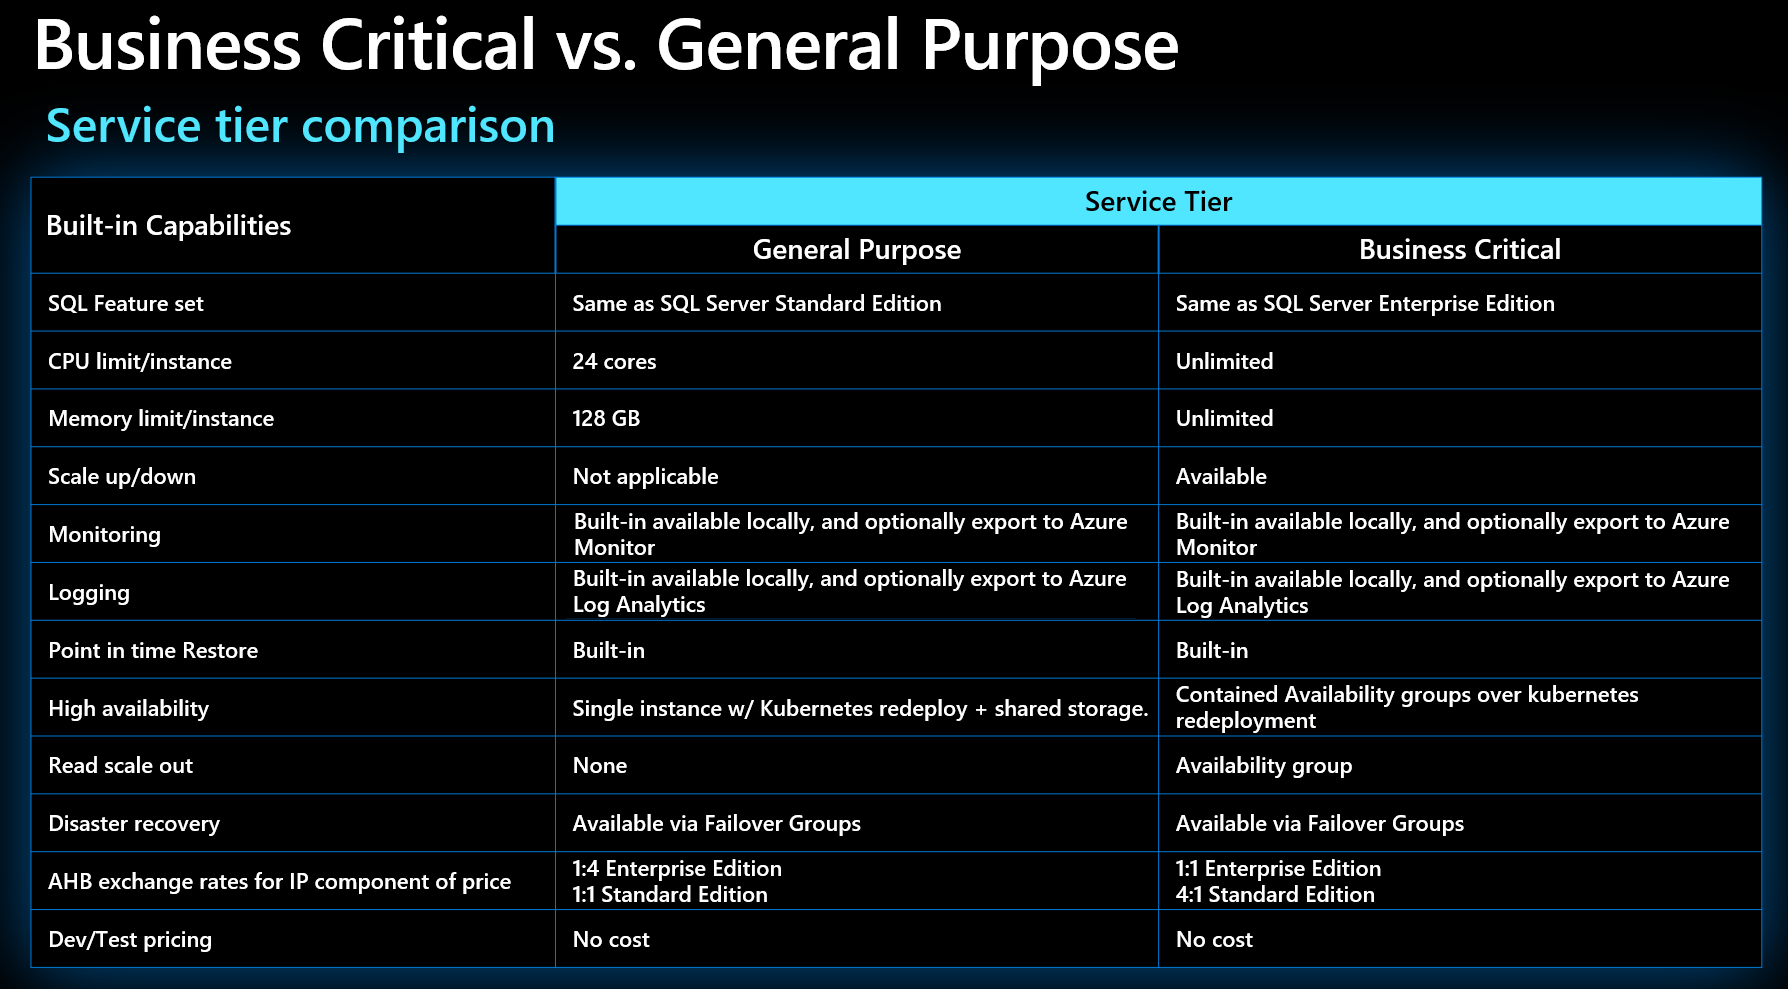 Business Critical vs. General Purpose
Service tier comparison
Built-in Capabilities
Service Tier
General Purpose
Business Critical
SQL Feature set
Same as SQL Server Standard Edition
Same as SQL Server Enterprise Edition
CPU limit/instance
24 cores
Unlimited
Memory limit/instance
128 GB
Unlimited
Scale up/down
Not applicable
Available
Monitoring
Built-in available locally, and optionally export to Azure
Monitor
Built-in available locally, and optionally export to Azure
Monitor
Logging
Built-in available locally, and optionally export to Azure
Log Analytics
Built-in available locally, and optionally export to Azure
Log Analytics
Point in time Restore
Built-in
Built-in
High availability
Single instance w/ Kubernetes redeploy + shared storage.
Contained Availability groups over kubernetes
redeployment
Read scale out
None
Availability group
Disaster recovery
Available via Failover Groups
Available via Failover Groups
AHB exchange rates for IP component of price
1:4 Enterprise Edition
1:1 Standard Edition
1:1 Enterprise Edition
4:1 Standard Edition
Dev/Test pricing
No cost
No cost